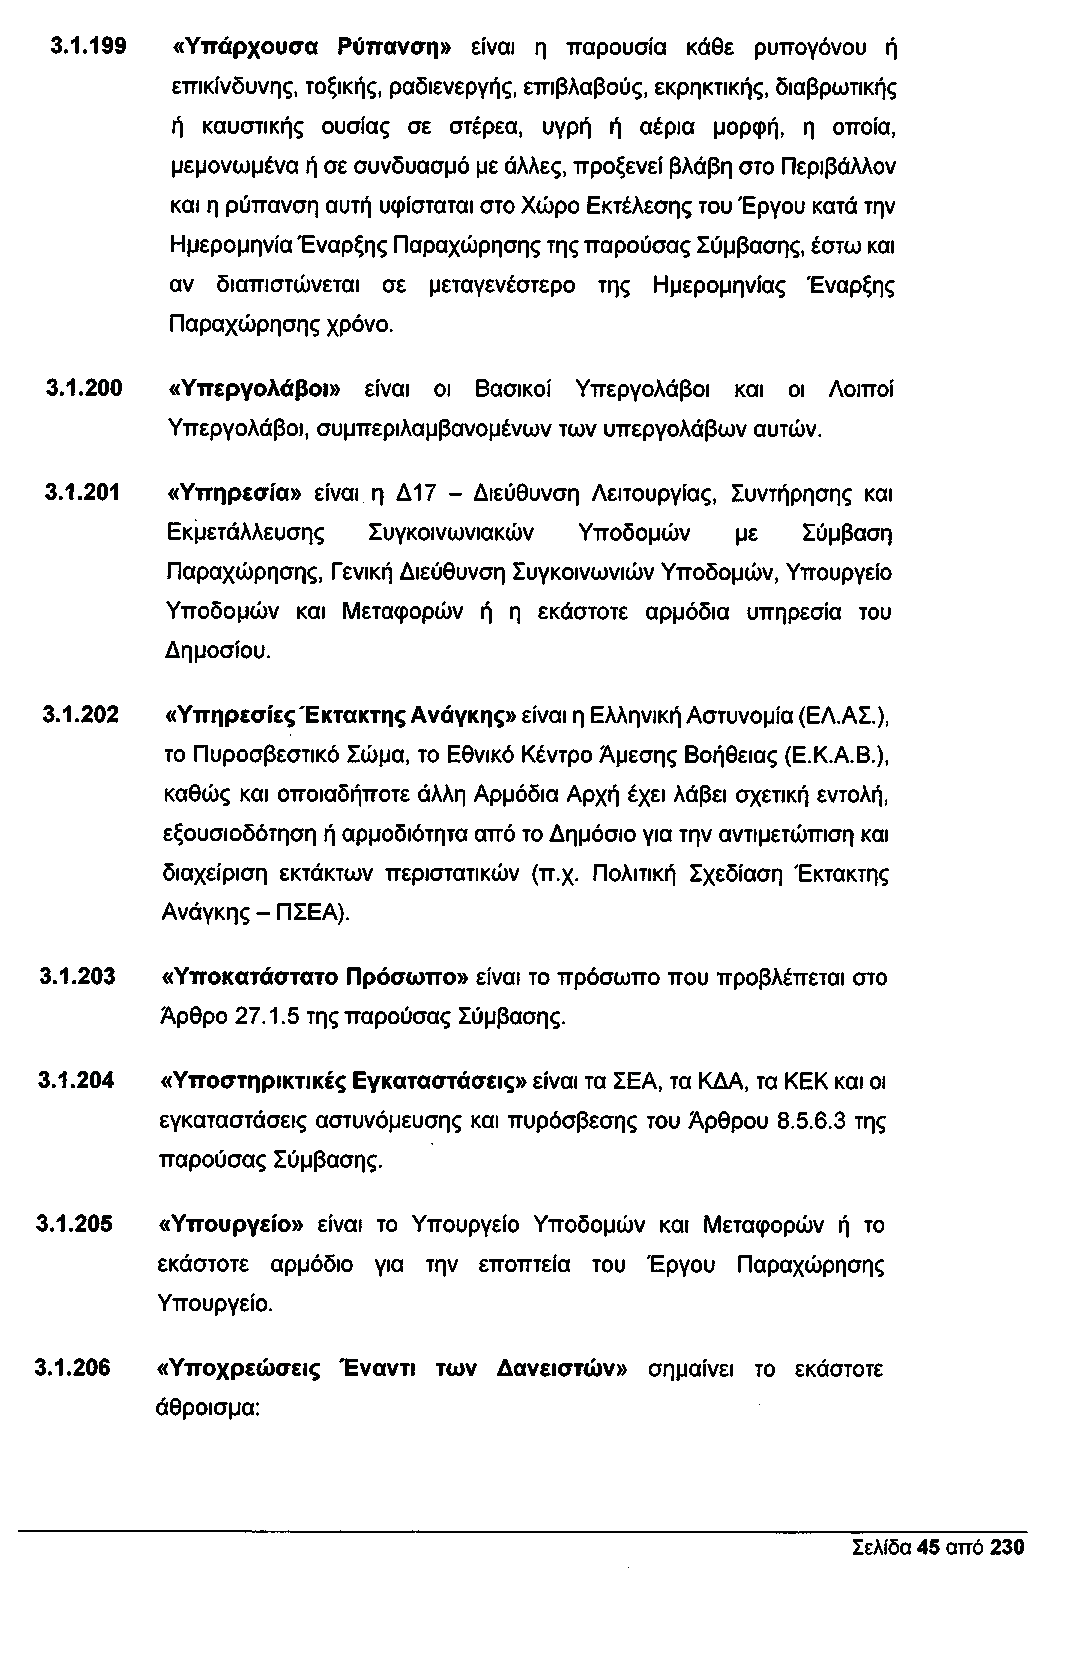 3.1.199 «Υπάρχουσα Ρύπανση» είναι η παρουσία κάθε ρυπογόνου ή
επικίνδυνης, τοξικής, ραδιενεργής, επιβλαβούς, εκρηκτικής, διαβρωτικής
ή καυστικής ουσίας σε στέρεα, υγρή ή αέρια μορφή, η οποία,
μεμονωμένα ή σε συνδυασμό με άλλες, προξενεί βλάβη στο Περιβάλλον
και η ρύπανση αυτή υφίσταται στο Χώρο Εκτέλεσης του Έργου κατά την
Ημερομηνία Έναρξης Παραχώρησης της παρούσας Σύμβασης, έστω και
αν διαπιστώνεται σε μεταγενέστερο της Ημερομηνίας Έναρξης
Παραχώρησης χρόνο.
3.1.200 «Υπεργολάβοι» είναι οι Βασικοί Υπεργολάβοι και οι Λοιποί
Υπεργολάβοι, συμπεριλαμβανομένων των υπεργολάβων αυτών.
3.1.201 «Υπηρεσία» είναι η Δ17 – Διεύθυνση Λειτουργίας, Συντήρησης και
Εκμετάλλευσης Συγκοινωνιακών Υποδομών με Σύμβαση
Παραχώρησης, Γενική Διεύθυνση Συγκοινωνιών Υποδομών, Υπουργείο
Υποδομών και Μεταφορών ή η εκάστοτε αρμόδια υπηρεσία του
Δημοσίου.
3.1.202 «Υπηρεσίες Έκτακτης Ανάγκης» είναι η Ελληνική Αστυνομία (ΕΛ.ΑΣ.),
το Πυροσβεστικό Σώμα, το Εθνικό Κέντρο Άμεσης Βοήθειας (Ε.Κ.Α.Β.),
καθώς και οποιαδήποτε άλλη Αρμόδια Αρχή έχει λάβει σχετική εντολή,
εξουσιοδότηση ή αρμοδιότητα από το Δημόσιο για την αντιμετώπιση και
διαχείριση εκτάκτων περιστατικών (π.χ. Πολιτική Σχεδίαση Έκτακτης
Ανάγκης – ΠΣΕΑ).
3.1.203 «Υποκατάστατο Πρόσωπο» είναι το πρόσωπο που προβλέπεται στο
Άρθρο 27.1.5 της παρούσας Σύμβασης.
3.1.204 «Υποστηρικτικές Εγκαταστάσεις» είναι τα ΣΕΑ, τα ΚΔΑ, τα ΚΕΚ και οι
εγκαταστάσεις αστυνόμευσης και πυρόσβεσης του Άρθρου 8.5.6.3 της
παρούσας Σύμβασης.
3.1.205 «Υπουργείο» είναι το Υπουργείο Υποδομών και Μεταφορών ή το
εκάστοτε αρμόδιο για την εποπτεία του Έργου Παραχώρησης
Υπουργείο.
3.1.206 «Υποχρεώσεις Έναντι των Δανειστών» σημαίνει το εκάστοτε
άθροισμα:
Σελίδα 45 από 230